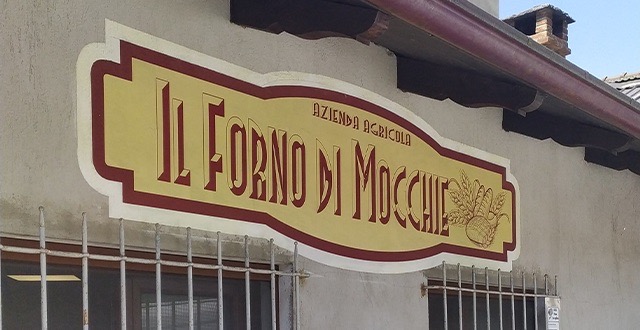 AZIENDA AGRICOLA
IL FORNO DI MOCCHIE